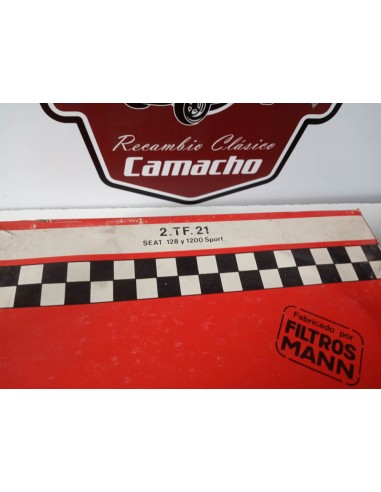 Recambio Clásico
Camacho
2.TF.21
SEAT 128 y 1200 Sport
Fabricado por
FILTROS
MANN